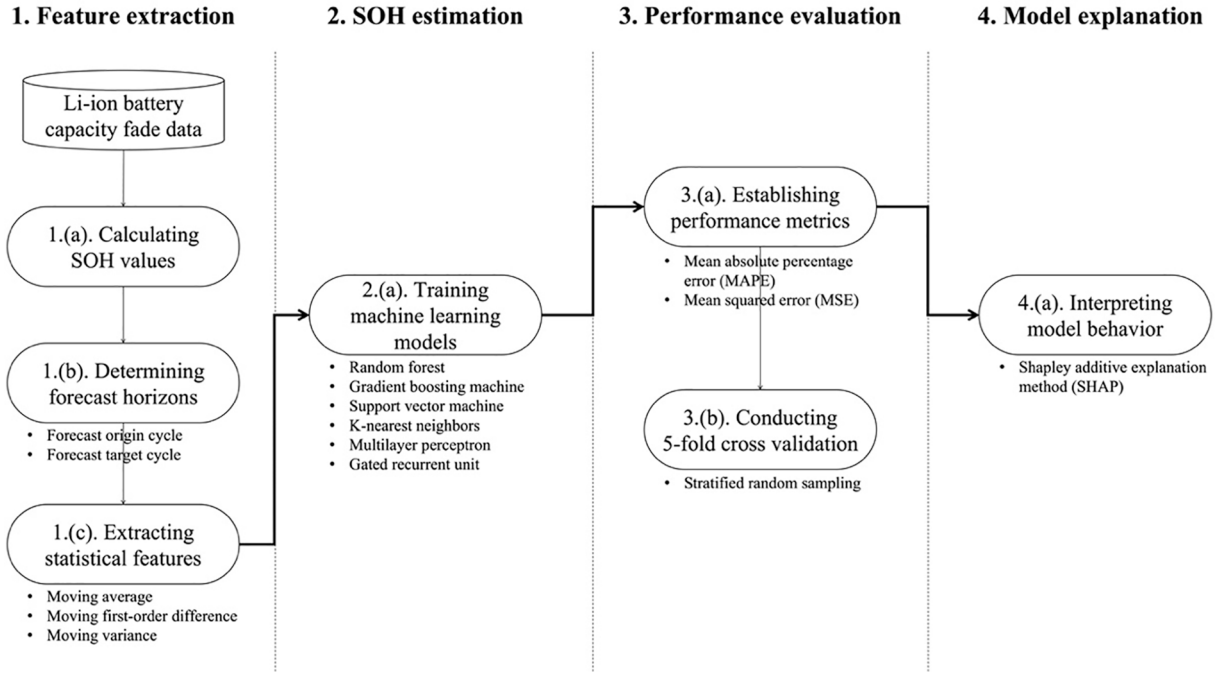 1. Feature extraction
Li-ion battery
capacity fade data
1.(a). Calculating
SOH values
1.(b). Determining
forecast horizons
• Forecast origin cycle
• Forecast target cycle
1.(c). Extracting
statistical features
• Moving average
• Moving first-order difference
• Moving variance
2. SOH estimation
2.(a). Training
machine learning
models
• Random forest
• Gradient boosting machine
• Support vector machine
• K-nearest neighbors
• Multilayer perceptron
• Gated recurrent unit
3. Performance evaluation
3.(a). Establishing
performance metrics
• Mean absolute percentage
error (MAPE)
• Mean squared error (MSE)
3.(b). Conducting
5-fold cross validation
• Stratified random sampling
4. Model explanation
4.(a). Interpreting
model behavior
• Shapley additive explanation
method (SHAP)